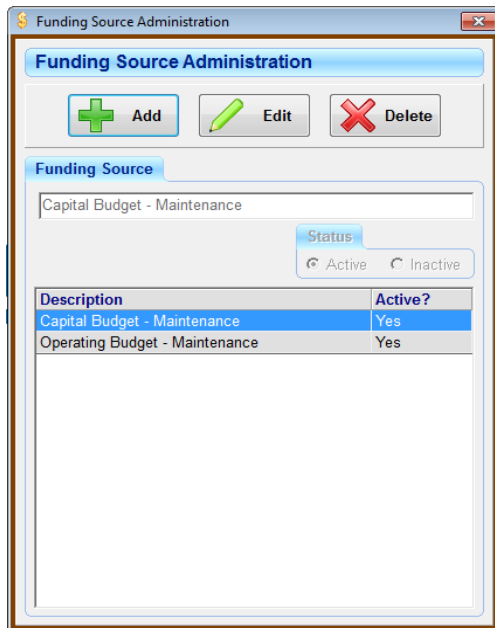 Funding Source Administration
Funding Source Administration
Add Edit Delete
Funding Source
Capital Budget - Maintenance
Status
Active Inactive
Description Active?
Capital Budget - Maintenance Yes
Operating Budget - Maintenance Yes